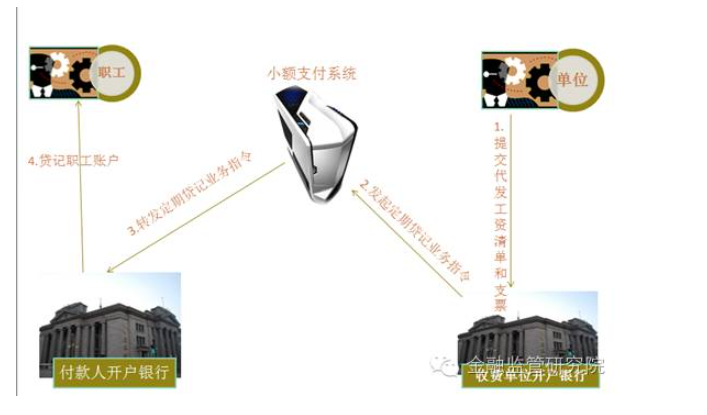 职工
小额支付系统
单位
1.提交代发工资清单和支票
4.贷记职工账户
3.转发定期贷记业务指令
2.发起定期贷记业务指令
付款人开户银行
金融监管研究院
收费单位开户银行